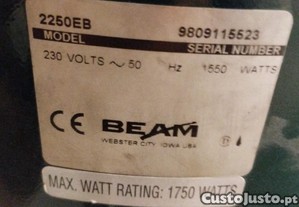 2250EB 9809115523
MODEL SERIAL NUMBER
230 VOLTS ~ 50 Hz 1550 WATTS
CE BEAM
WEBSTER CITY, IOWA USA
MAX. WATT RATING: 1750 WATTS
CustoJusto.pt